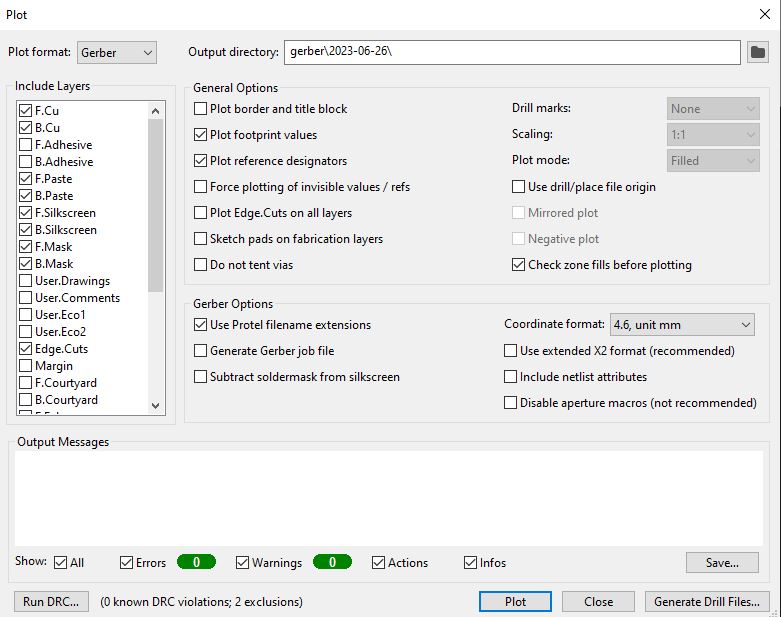 Plot
Plot format: Gerber
Output directory: gerber\2023-06-26\
Include Layers
F.Cu
B.Cu
F.Adhesive
B.Adhesive
F.Paste
B.Paste
F.Silkscreen
B.Silkscreen
F.Mask
B.Mask
User.Drawings
User.Comments
User.Eco1
User.Eco2
Edge.Cuts
Margin
F.Courtyard
B.Courtyard
General Options
Plot border and title block
Plot footprint values
Plot reference designators
Force plotting of invisible values / refs
Plot Edge.Cuts on all layers
Sketch pads on fabrication layers
Do not tent vias
Drill marks: None
Scaling: 1:1
Plot mode: Filled
Use drill/place file origin
Mirrored plot
Negative plot
Check zone fills before plotting
Gerber Options
Use Protel filename extensions
Generate Gerber job file
Subtract soldermask from silkscreen
Coordinate format: 4.6, unit mm
Use extended X2 format (recommended)
Include netlist attributes
Disable aperture macros (not recommended)
Output Messages
Show: All Errors 0 Warnings 0 Actions Infos Save...
Run DRC... (0 known DRC violations; 2 exclusions) Plot Close Generate Drill Files...